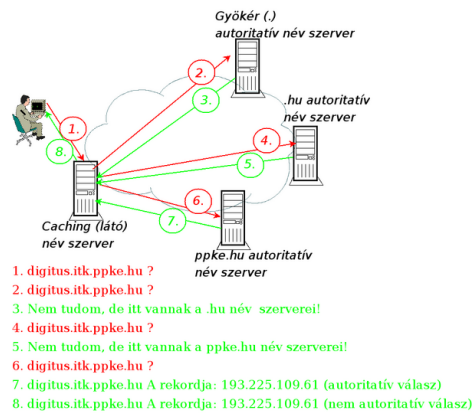 Gyökér (.)
autoritatív név szerver
2.
.hu autoritatív
név szerver
3.
1.
4.
8.
5.
6.
7.
Caching (látó)
név szerver
ppke.hu autoritatív
név szerver
1. digitus.itk.ppke.hu ?
2. digitus.itk.ppke.hu ?
3. Nem tudom, de itt vannak a .hu név szerverei!
4. digitus.itk.ppke.hu ?
5. Nem tudom, de itt vannak a ppke.hu név szerverei!
6. digitus.itk.ppke.hu ?
7. digitus.itk.ppke.hu A rekordja: 193.225.109.61 (autoritatív válasz)
8. digitus.itk.ppke.hu A rekordja: 193.225.109.61 (nem autoritatív válasz)